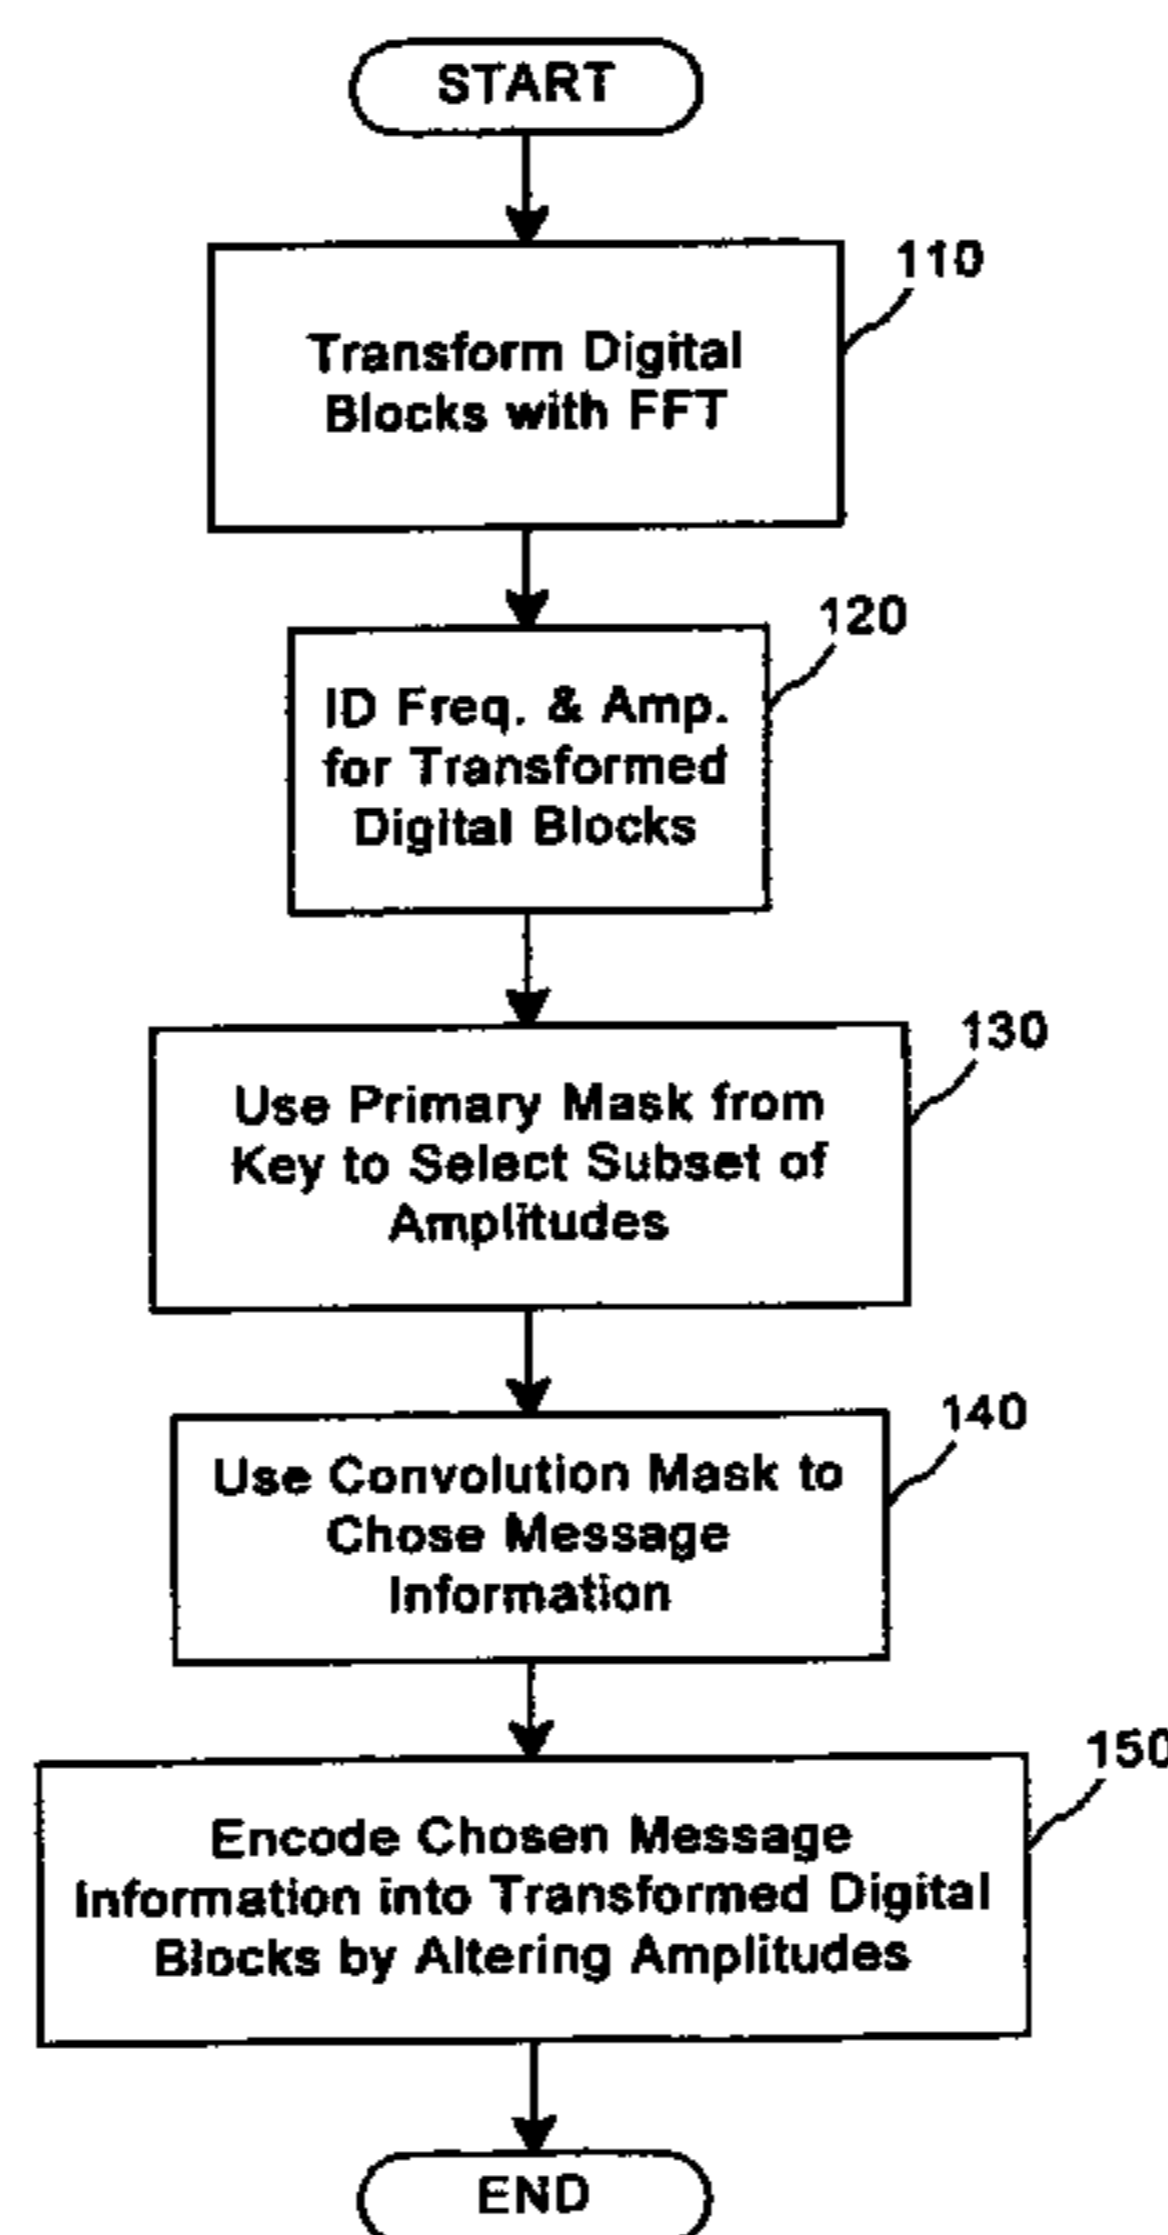 START
110
Transform Digital
Blocks with FFT
120
ID Freq. & Amp.
for Transformed
Digital Blocks
130
Use Primary Mask from
Key to Select Subset of
Amplitudes
140
Use Convolution Mask to
Chose Message
Information
150
Encode Chosen Message
Information into Transformed Digital
Blocks by Altering Amplitudes
END